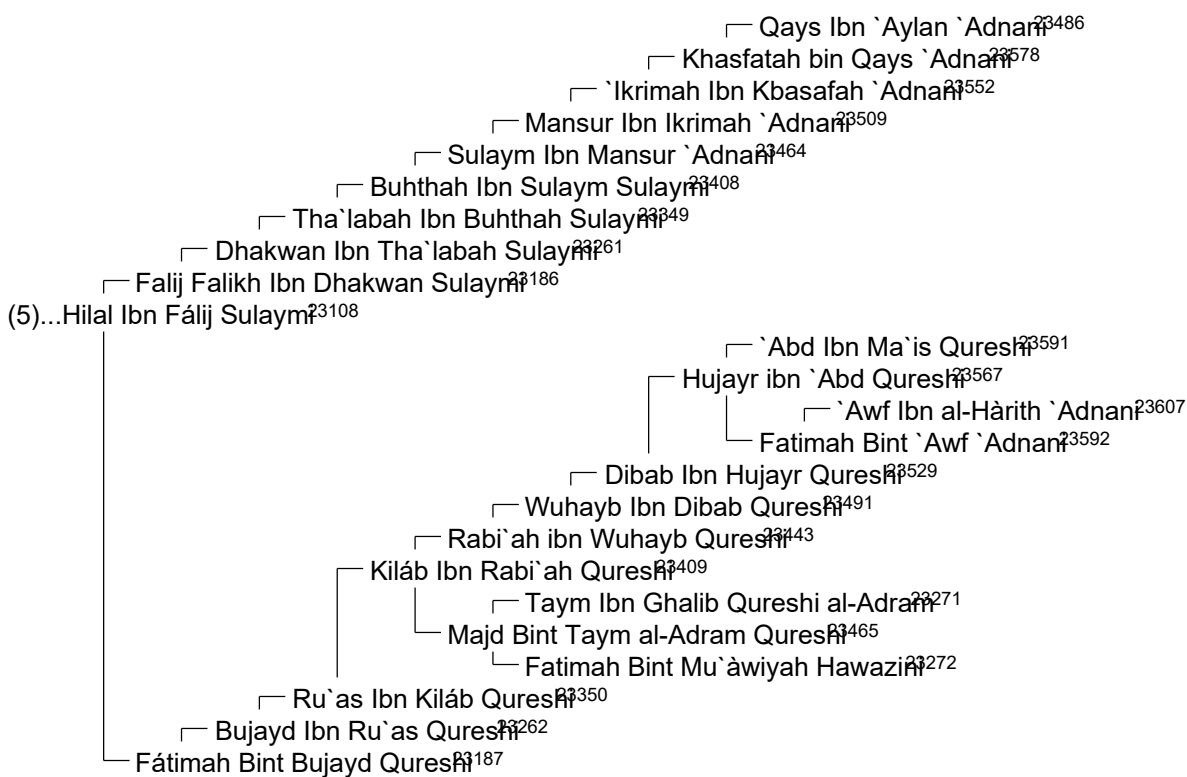 Qays Ibn `Aylan `Adnani23486
Khasfatah bin Qays `Adnani23578
`Ikrimah Ibn Kbasafah `Adnani23552
Mansur Ibn Ikrimah `Adnani23509
Sulaym Ibn Mansur `Adnani23464
Buhthah Ibn Sulaym Sulaymi23408
Tha`labah Ibn Buhthah Sulaymi23349
Dhakwan Ibn Tha`labah Sulaymi23261
Falij Falikh Ibn Dhakwan Sulaymi23186
(5)...Hilal Ibn Fálij Sulaymi23108
`Abd Ibn Ma`is Qureshi23591
Hujayr ibn `Abd Qureshi23567
`Awf Ibn al-Hàrith `Adnani23607
Fatimah Bint `Awf `Adnani23592
Dibab Ibn Hujayr Qureshi23529
Wuhayb Ibn Dibab Qureshi23491
Rabi`ah ibn Wuhayb Qureshi23443
Kiláb Ibn Rabi`ah Qureshi23409
Taym Ibn Ghalib Qureshi al-Adram23271
Majd Bint Taym al-Adram Qureshi23465
Fatimah Bint Mu`àwiyah Hawazini23272
Ru`as Ibn Kiláb Qureshi23350
Bujayd Ibn Ru`as Qureshi23262
Fátimah Bint Bujayd Qureshi23187